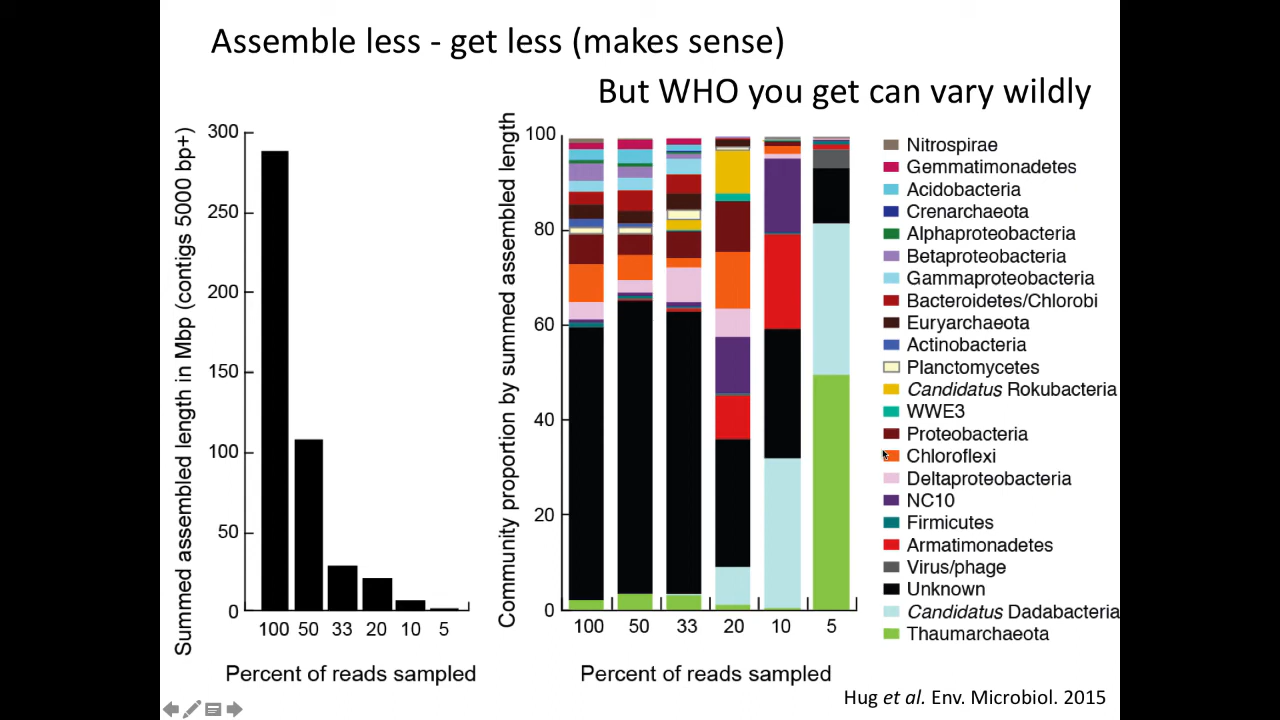 Assemble less - get less (makes sense)
But WHO you get can vary wildly
Summed assembled length in Mbp (contigs 5000 bp+)
300
250
200
150
100
50
0
100 50 33 20 10 5
Percent of reads sampled
Community proportion by summed assembled length
100
80
60
40
20
0
100 50 33 20 10 5
Percent of reads sampled
Nitrospirae
Gemmatimonadetes
Acidobacteria
Crenarchaeota
Alphaproteobacteria
Betaproteobacteria
Gammaproteobacteria
Bacteroidetes/Chlorobi
Euryarchaeota
Actinobacteria
Planctomycetes
Candidatus Rokubacteria
WWE3
Proteobacteria
Chloroflexi
Deltaproteobacteria
NC10
Firmicutes
Armatimonadetes
Virus/phage
Unknown
Candidatus Dadabacteria
Thaumarchaeota
Hug et al. Env. Microbiol. 2015